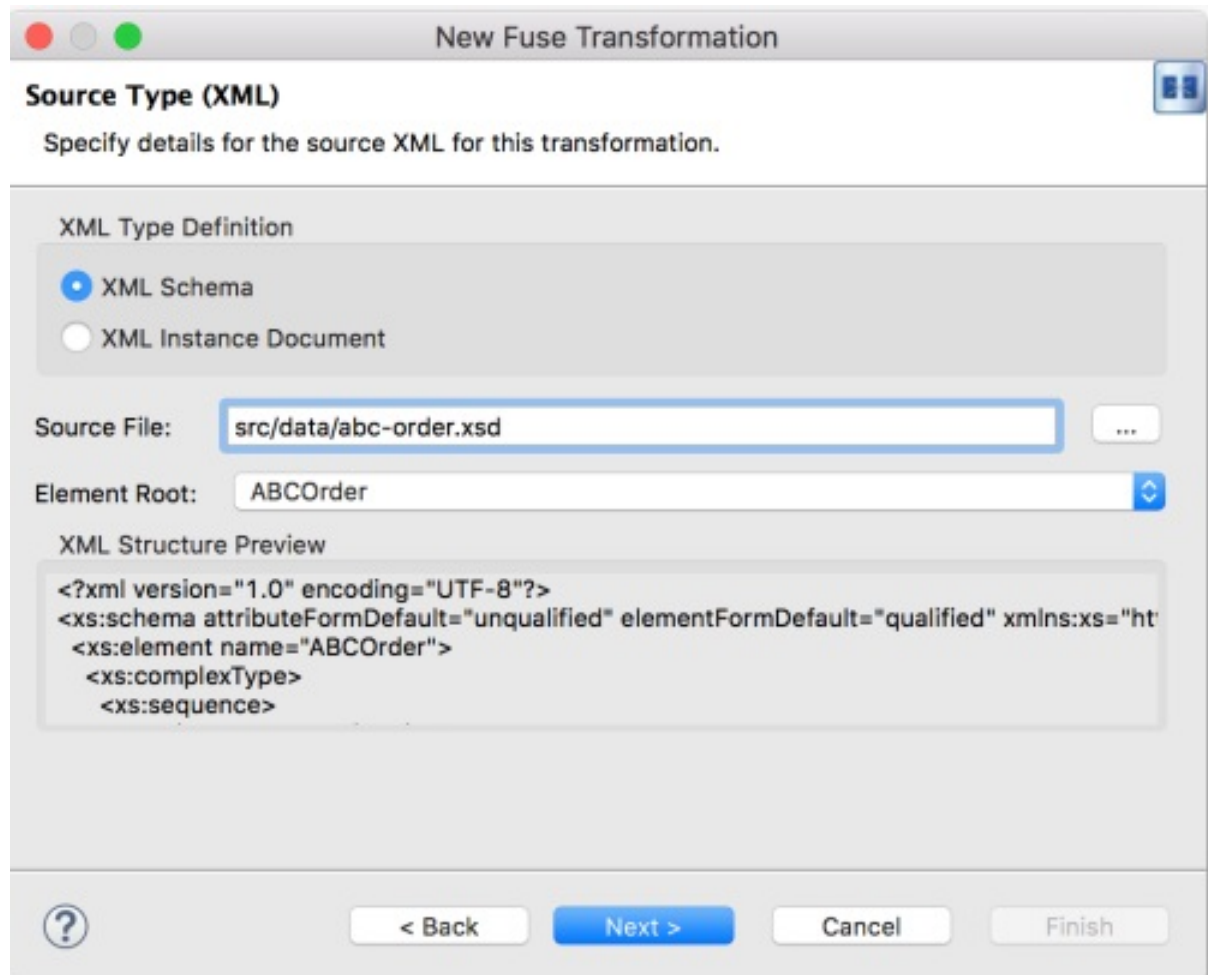 New Fuse Transformation
Source Type (XML)
Specify details for the source XML for this transformation.
XML Type Definition
XML Schema
XML Instance Document
Source File: src/data/abc-order.xsd ...
Element Root: ABCOrder
XML Structure Preview
<?xml version="1.0" encoding="UTF-8"?>
<xs:schema attributeFormDefault="unqualified" elementFormDefault="qualified" xmlns:xs="ht
<xs:element name="ABCOrder">
<xs:complexType>
<xs:sequence>
? < Back Next > Cancel Finish